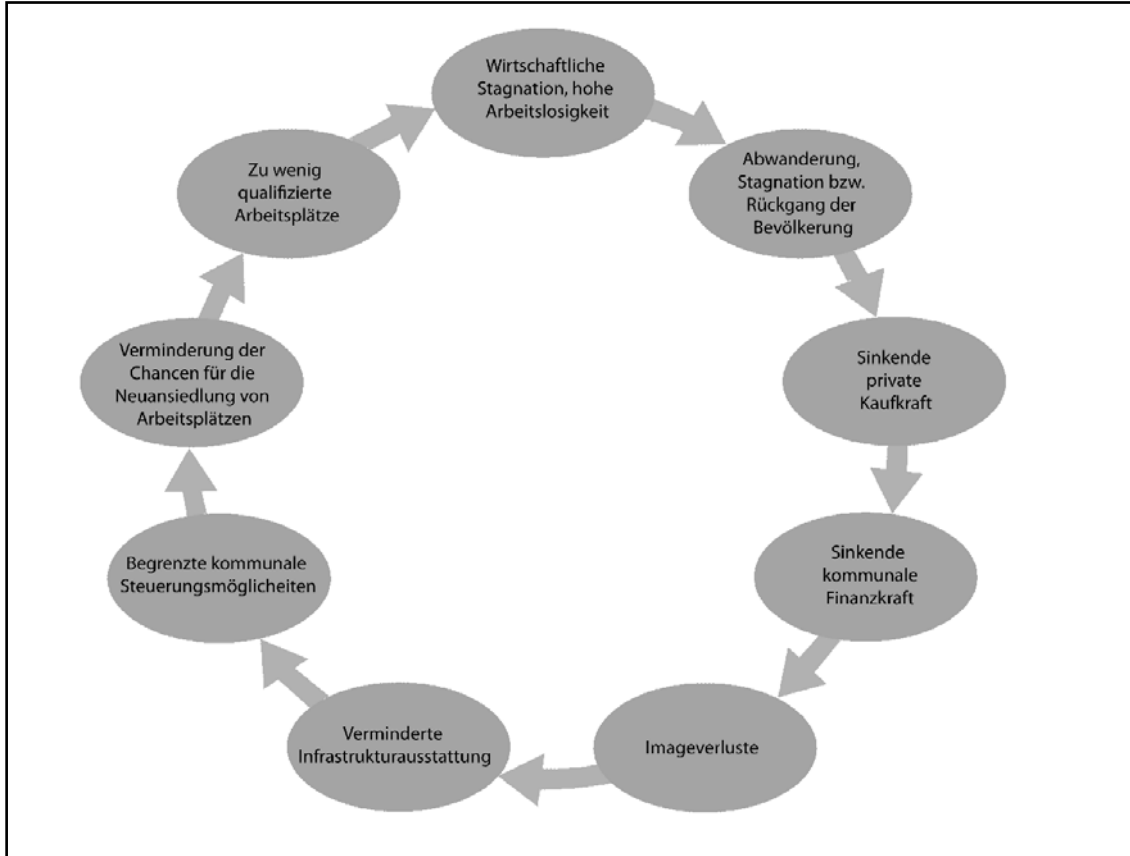 Wirtschaftliche
Stagnation, hohe
Arbeitslosigkeit
Abwanderung,
Stagnation bzw.
Rückgang der
Bevölkerung
Sinkende
private
Kaufkraft
Sinkende
kommunale
Finanzkraft
Imageverluste
Verminderte
Infrastrukturausstattung
Begrenzte kommunale
Steuerungsmöglicheiten
Verminderung der
Chancen für die
Neuansiedlung von
Arbeitsplätzen
Zu wenig
qualifizierte
Arbeitsplätze